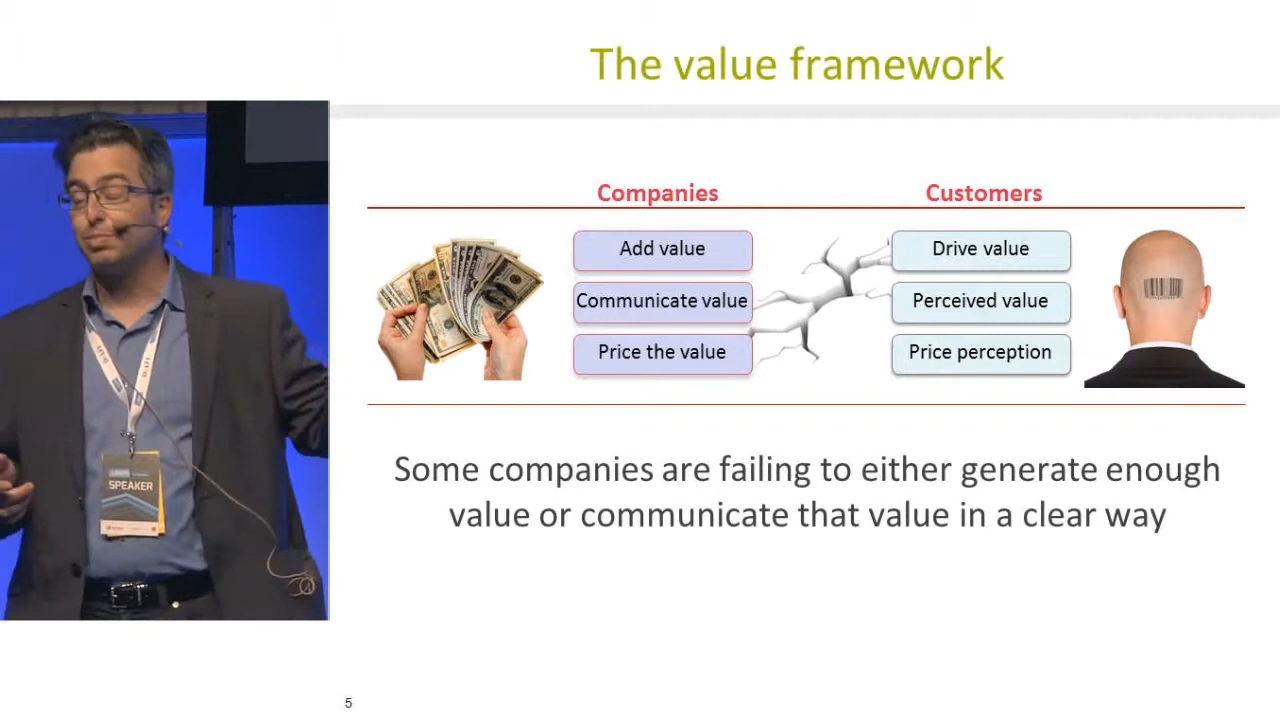 The value framework
Companies
Customers
Add value
Drive value
Communicate value
Perceived value
Price the value
Price perception
SPEAKER
Some companies are failing to either generate enough
value or communicate that value in a clear way
5